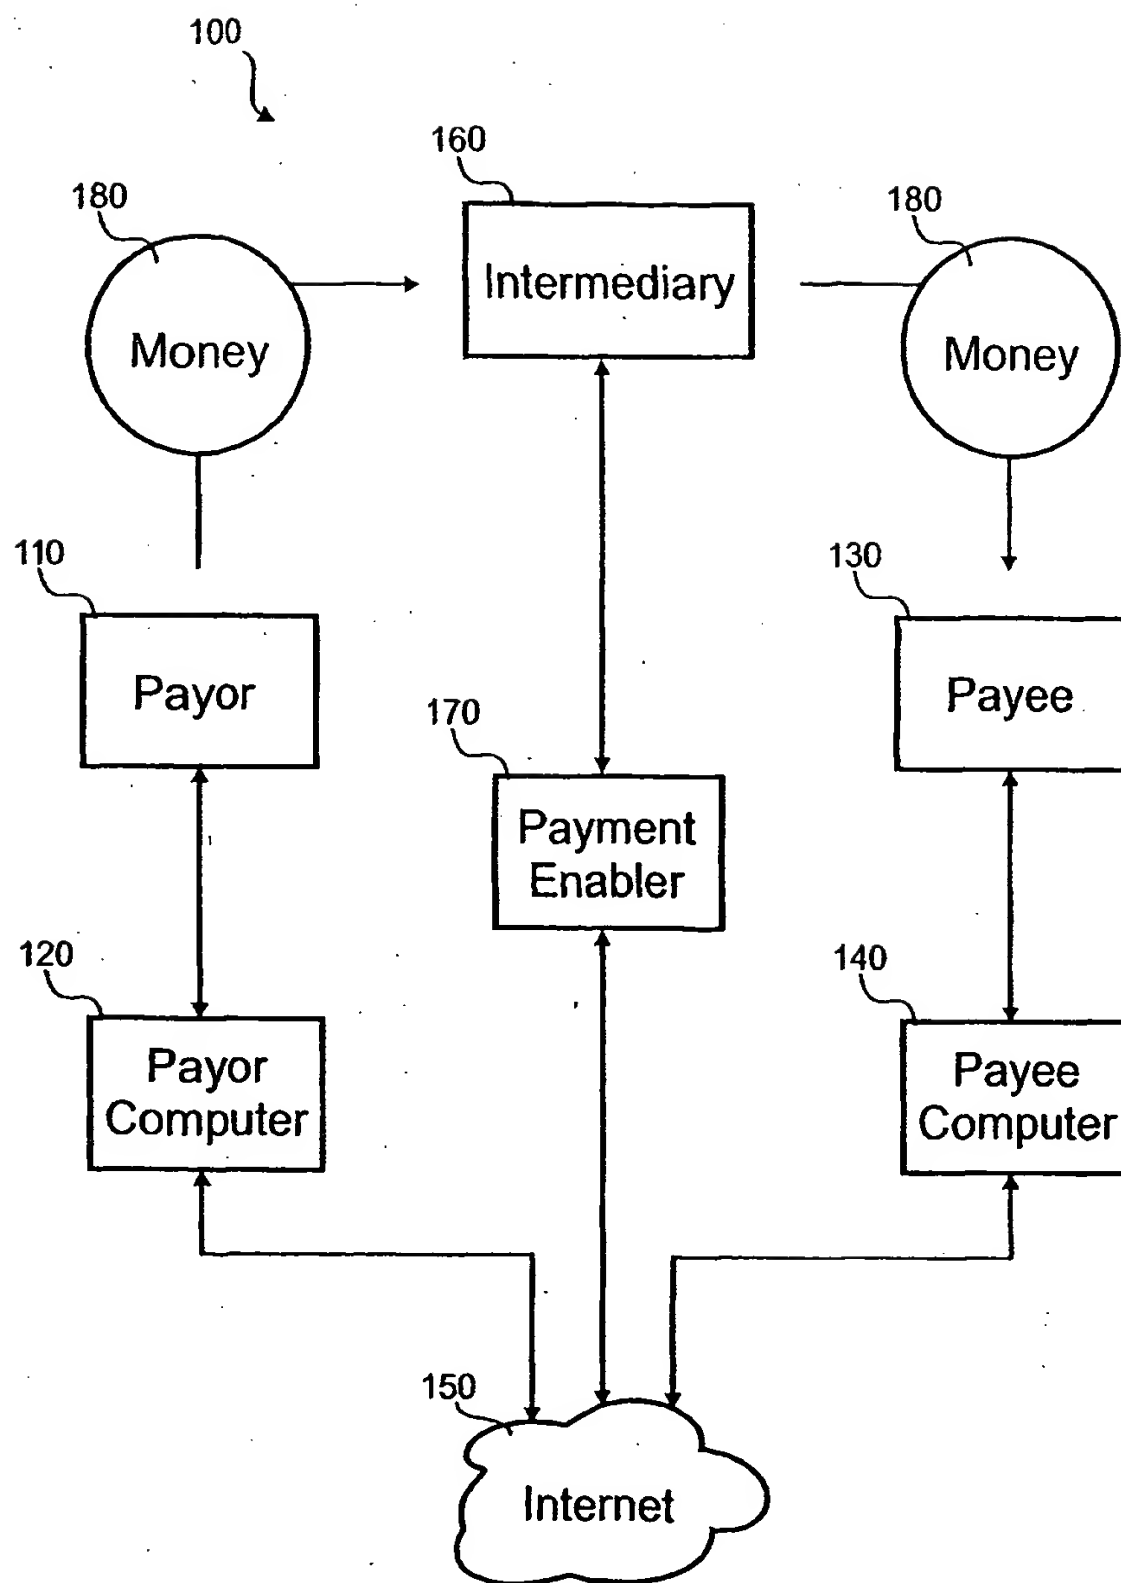 100
160
180
180
Intermediary
Money
Money
110
130
Payor
Payee
170
Payment
Enabler
120
140
Payor
Computer
Payee
Computer
150
Internet